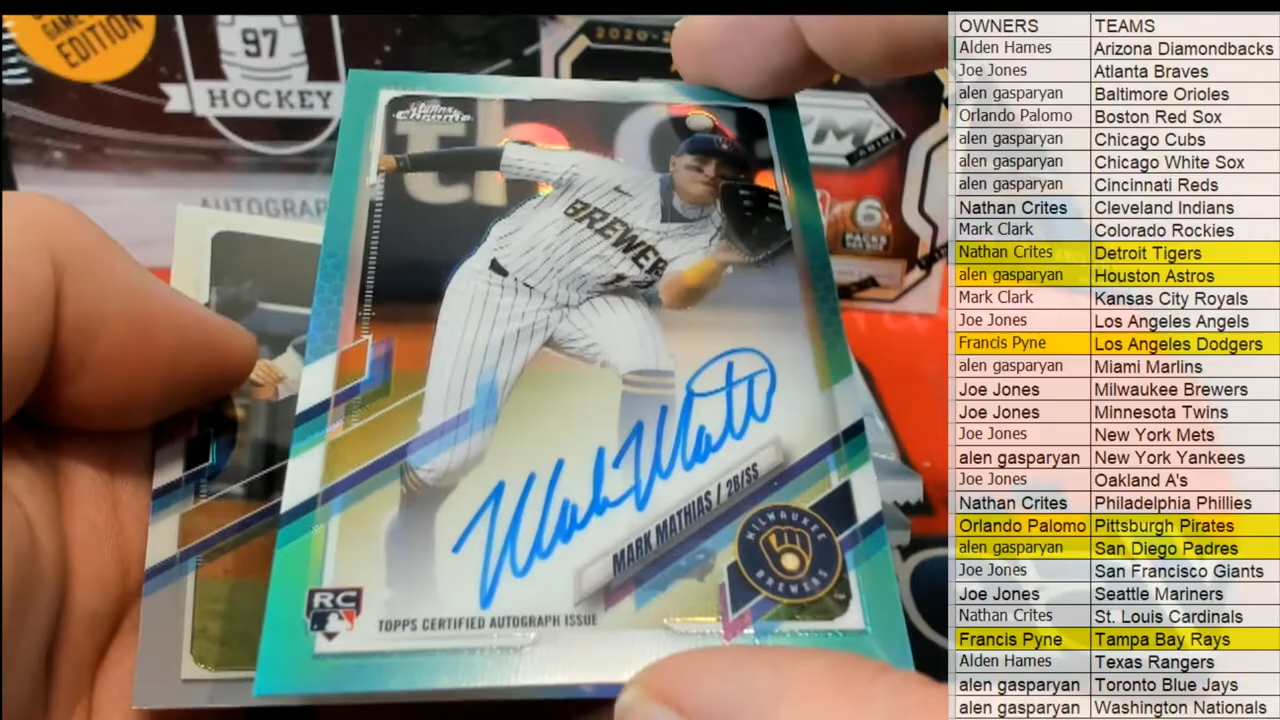 GAME
EDITION
97
HOCKEY
2020-2
AUTOGRAPH
6
PACKS
Topps
Chrome
BREWER
Mark Math
MARK MATHIAS / 2B/SS
MILWAUKEE
BREWERS
RC
TOPPS CERTIFIED AUTOGRAPH ISSUE
OWNERS TEAMS
Alden Hames Arizona Diamondbacks
Joe Jones Atlanta Braves
alen gasparyan Baltimore Orioles
Orlando Palomo Boston Red Sox
alen gasparyan Chicago Cubs
alen gasparyan Chicago White Sox
alen gasparyan Cincinnati Reds
Nathan Crites Cleveland Indians
Mark Clark Colorado Rockies
Nathan Crites Detroit Tigers
alen gasparyan Houston Astros
Mark Clark Kansas City Royals
Joe Jones Los Angeles Angels
Francis Pyne Los Angeles Dodgers
alen gasparyan Miami Marlins
Joe Jones Milwaukee Brewers
Joe Jones Minnesota Twins
Joe Jones New York Mets
alen gasparyan New York Yankees
Joe Jones Oakland A's
Nathan Crites Philadelphia Phillies
Orlando Palomo Pittsburgh Pirates
alen gasparyan San Diego Padres
Joe Jones San Francisco Giants
Joe Jones Seattle Mariners
Nathan Crites St. Louis Cardinals
Francis Pyne Tampa Bay Rays
Alden Hames Texas Rangers
alen gasparyan Toronto Blue Jays
alen gasparyan Washington Nationals